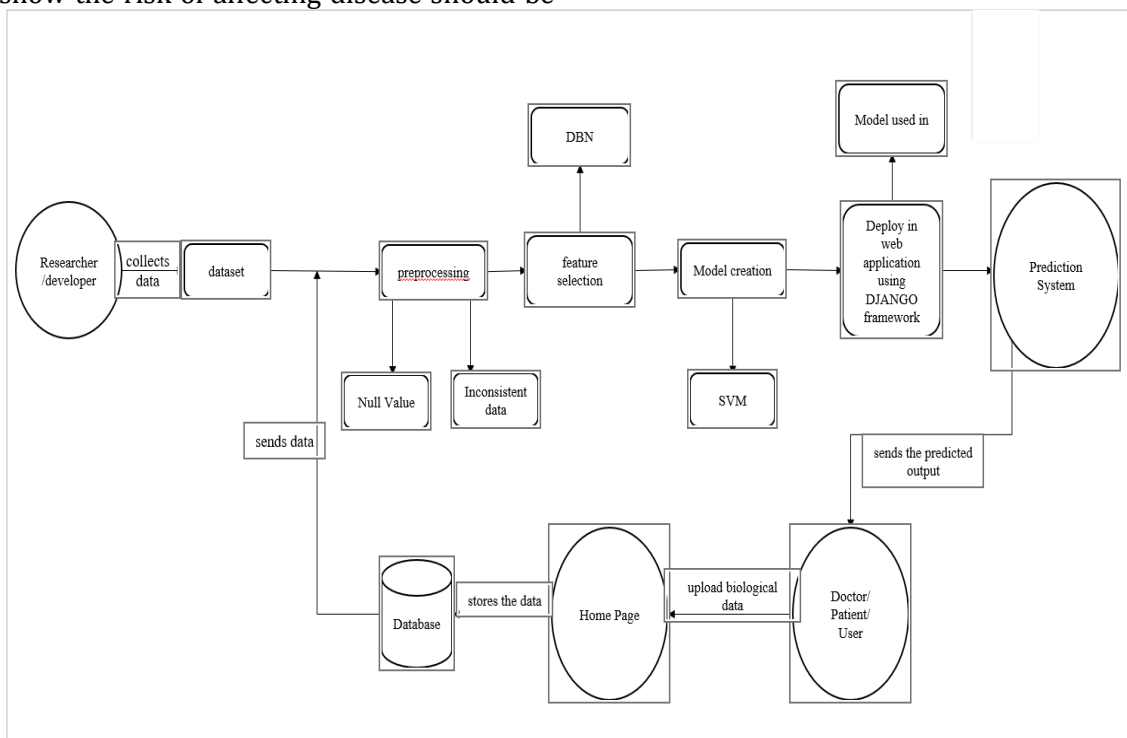 show the risk of affecting disease should be
DBN
Model used in
Researcher
/developer
collects
data
dataset
preprocessing
feature
selection
Model creation
Deploy in
web
application
using
DJANGO
framework
Prediction
System
Null Value
Inconsistent
data
SVM
sends data
sends the predicted
output
Database
stores the data
Home Page
upload biological
data
Doctor/
Patient/
User